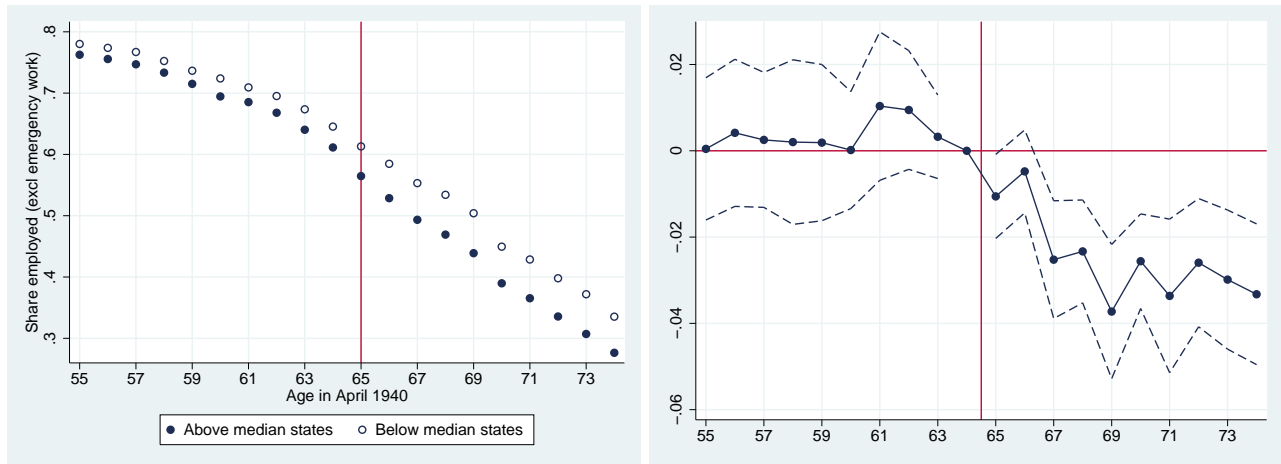 Share employed (excl emergency work)
.8
.7
.6
.5
.4
.3
55 57 59 61 63 65 67 69 71 73
Age in April 1940
Above median states Below median states
.02
0
-.02
-.04
-.06
55 57 59 61 63 65 67 69 71 73